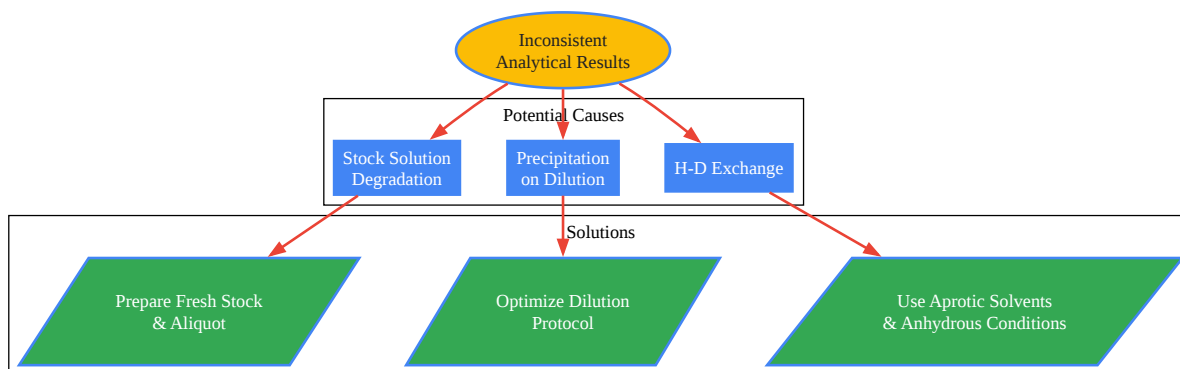 Inconsistent
Analytical Results
Potential Causes
Stock Solution
Degradation
Precipitation
on Dilution
H-D Exchange
Solutions
Prepare Fresh Stock
& Aliquot
Optimize Dilution
Protocol
Use Aprotic Solvents
& Anhydrous Conditions